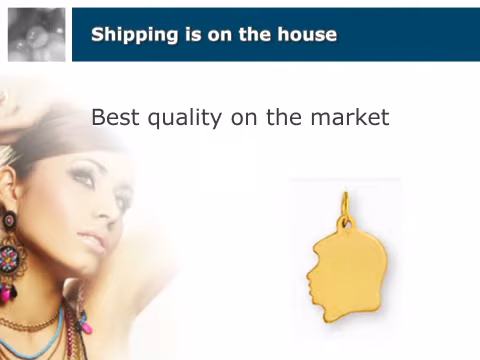 Shipping is on the house
Best quality on the market